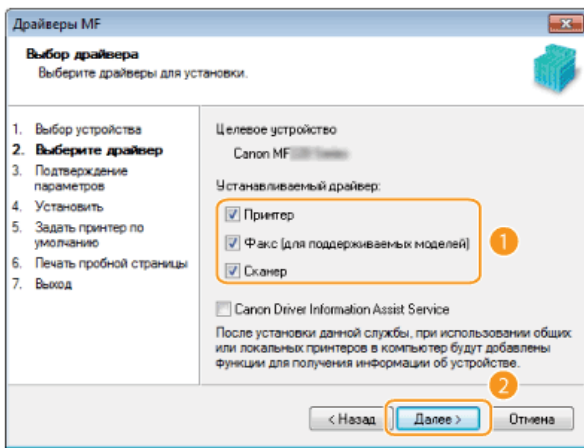 Драйверы MF
Выбор драйвера
Выберите драйверы для установки.
1. Выбор устройства
2. Выберите драйвер
3. Подтверждение
параметров
4. Установить
5. Задать принтер по
умолчанию
6. Печать пробной страницы
7. Выход
Целевое устройство
Canon MF
Устанавливаемый драйвер:
Принтер
Факс (для поддерживаемых моделей)
Сканер
1
Canon Driver Information Assist Service
После установки данной службы, при использовании общих
или локальных принтеров в компьютер будут добавлены
функции для получения информации об устройстве.
2
< Назад
Далее >
Отмена